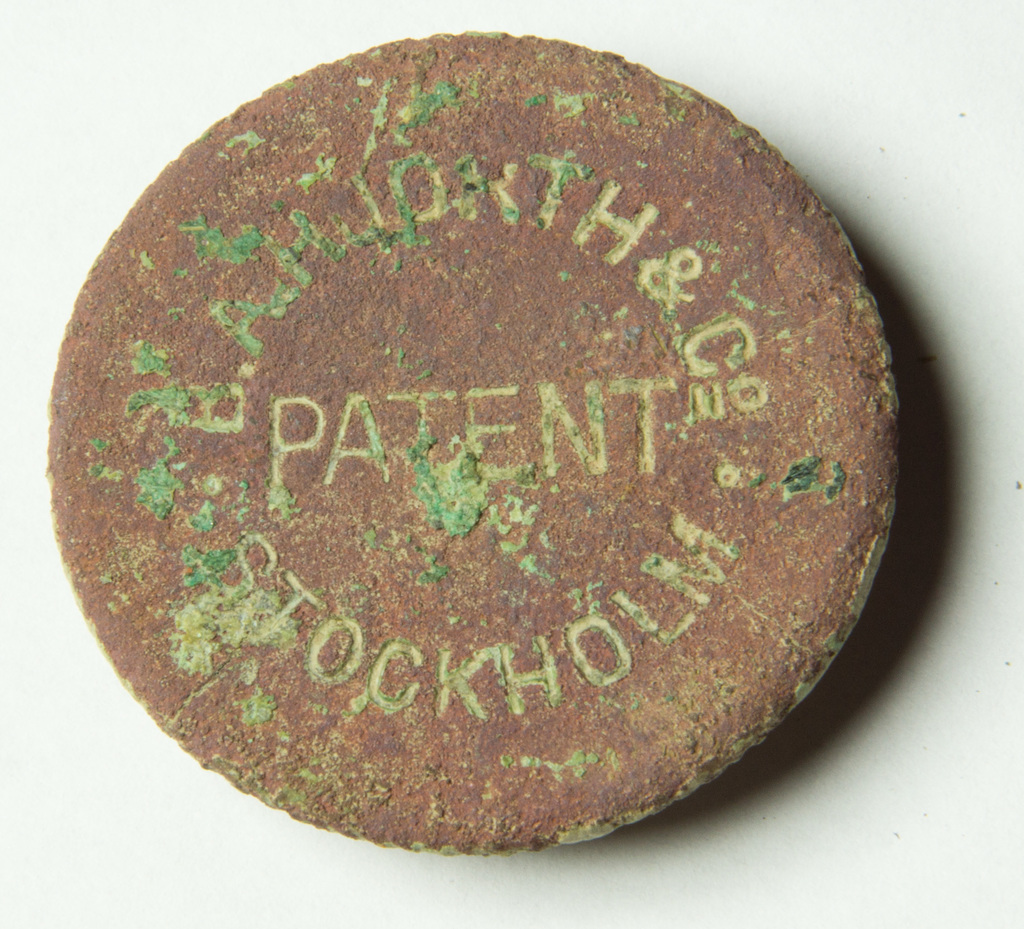 B. A. HJORTH & Cº
PATENT
STOCKHOLM